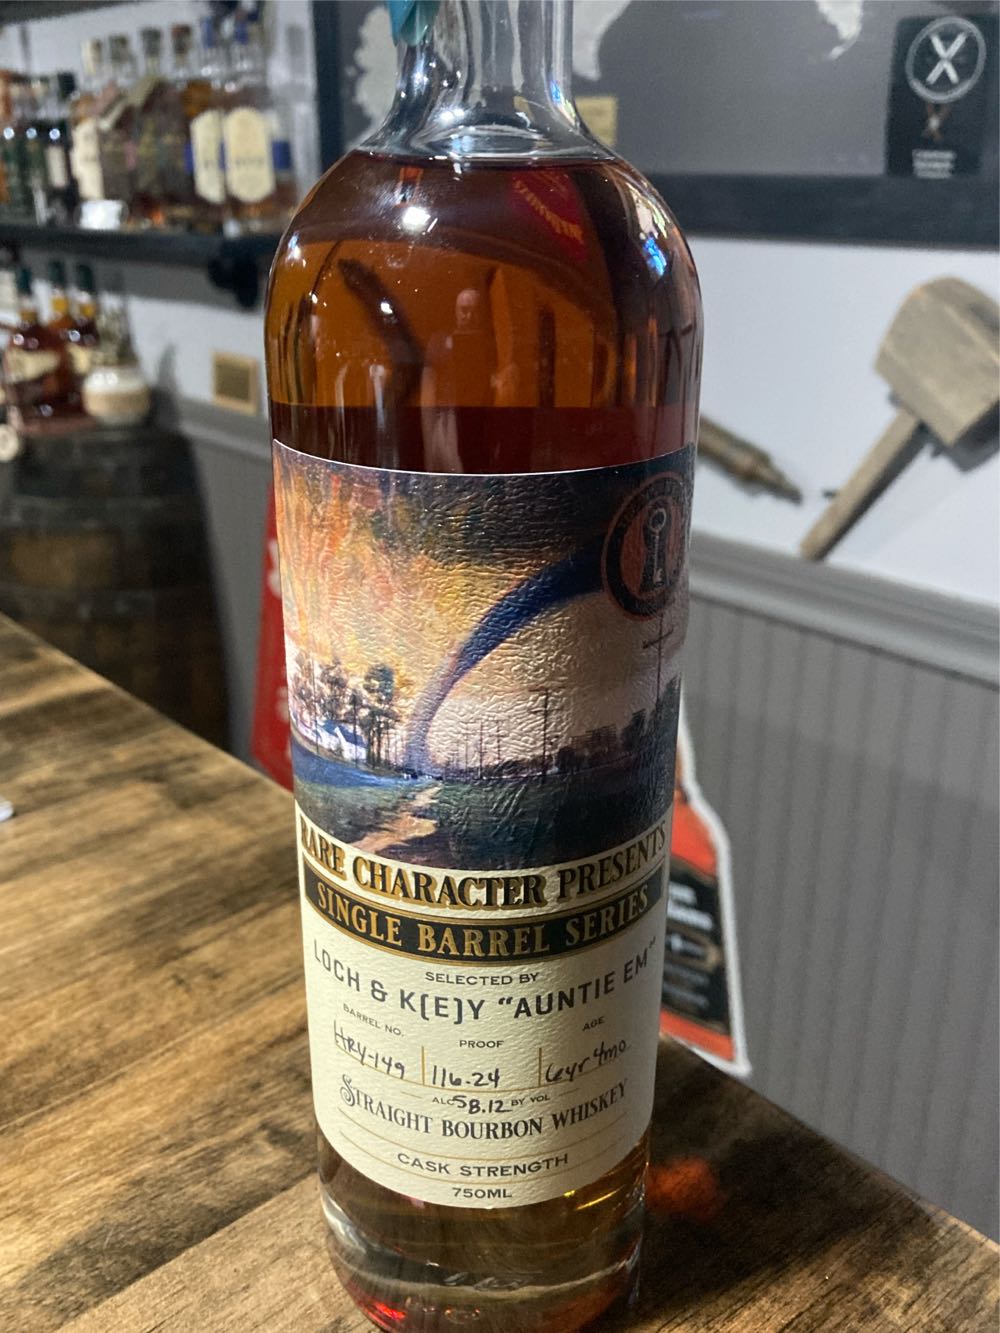 RARE CHARACTER PRESENTS
SINGLE BARREL SERIES
SELECTED BY
LOCH & K(E)Y "AUNTIE EM"
BARREL NO. PROOF AGE
HRY-149 116.24 6yr 4mo
ALC 58.12 BY VOL
STRAIGHT BOURBON WHISKEY
CASK STRENGTH
750ML